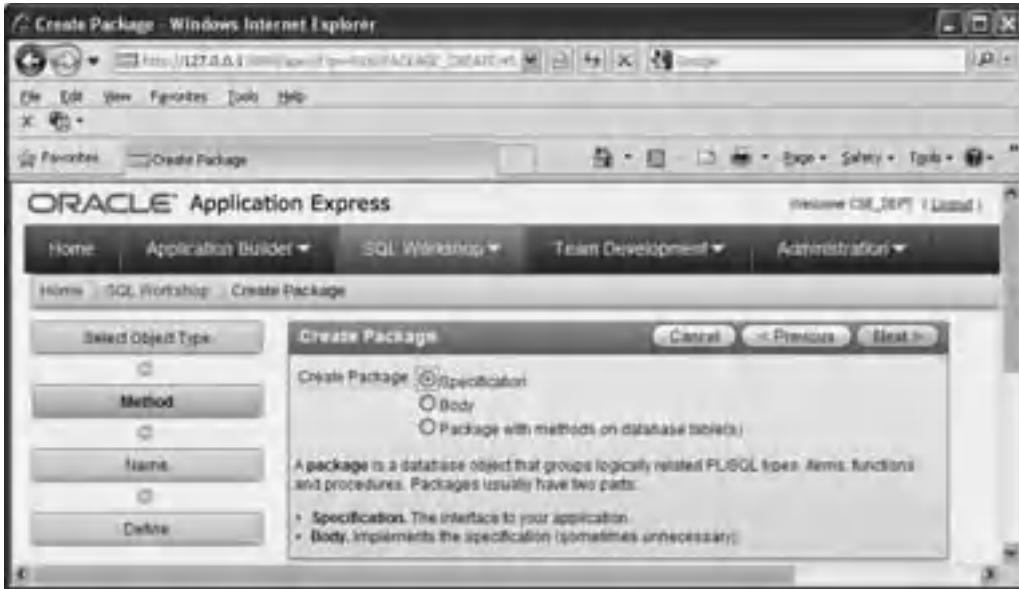 Create Package - Windows Internet Explorer
File Edit View Favorites Tools Help
Favorites Create Package Page Safety Tools
ORACLE Application Express Welcome CSE_DEPT (Logout)
Home Application Builder SQL Workshop Team Development Administration
Home SQL Workshop Create Package
Select Object Type
Method
Name
Define
Create Package Cancel < Previous Next >
Create Package Specification
Body
Package with methods on database table(s)
A package is a database object that groups logically related PL/SQL types, items, functions
and procedures. Packages usually have two parts:
• Specification. The interface to your application.
• Body. Implements the specification (sometimes unnecessary)